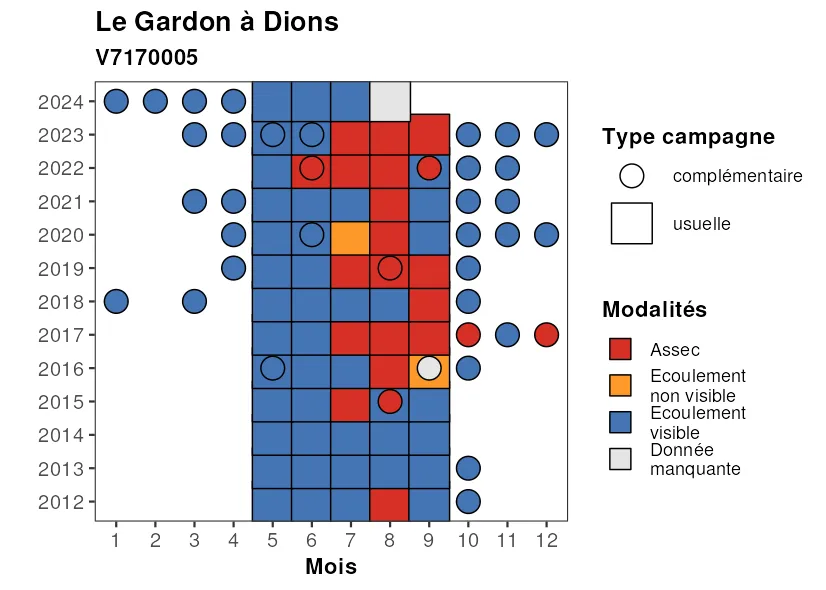 Le Gardon à Dions
V7170005
2024
2023
2022
2021
2020
2019
2018
2017
2016
2015
2014
2013
2012
1 2 3 4 5 6 7 8 9 10 11 12
Mois
Type campagne
complémentaire
usuelle
Modalités
Assec
Ecoulement
non visible
Ecoulement
visible
Donnée
manquante